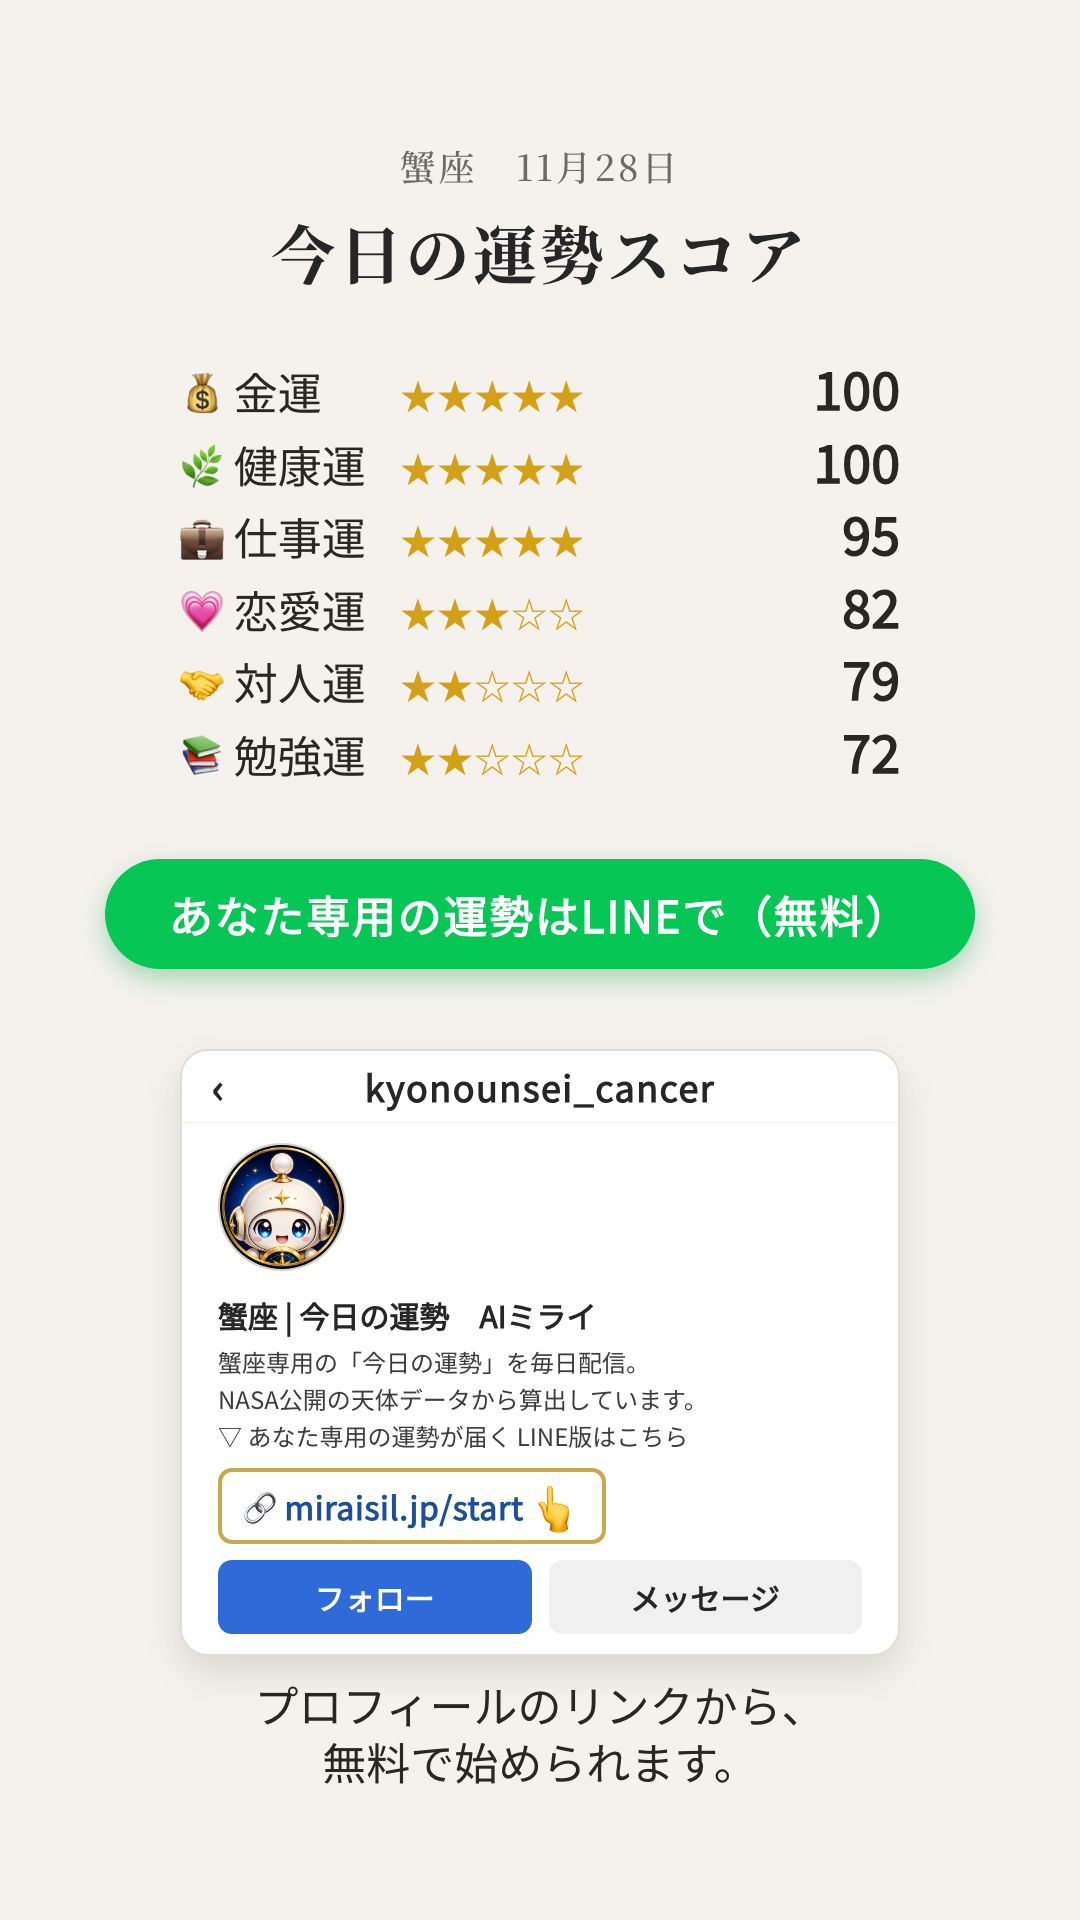 蟹座　11月28日
今日の運勢スコア
💰 金運 ★★★★★ 100
🌿 健康運 ★★★★★ 100
💼 仕事運 ★★★★★ 95
💗 恋愛運 ★★★☆☆ 82
🤝 対人運 ★★☆☆☆ 79
📚 勉強運 ★★☆☆☆ 72
あなた専用の運勢はLINEで（無料）
‹ kyonounsei_cancer
蟹座 | 今日の運勢　AIミライ
蟹座専用の「今日の運勢」を毎日配信。
NASA公開の天体データから算出しています。
▽ あなた専用の運勢が届く LINE版はこちら
🔗 miraisil.jp/start 👆
フォロー メッセージ
プロフィールのリンクから、
無料で始められます。